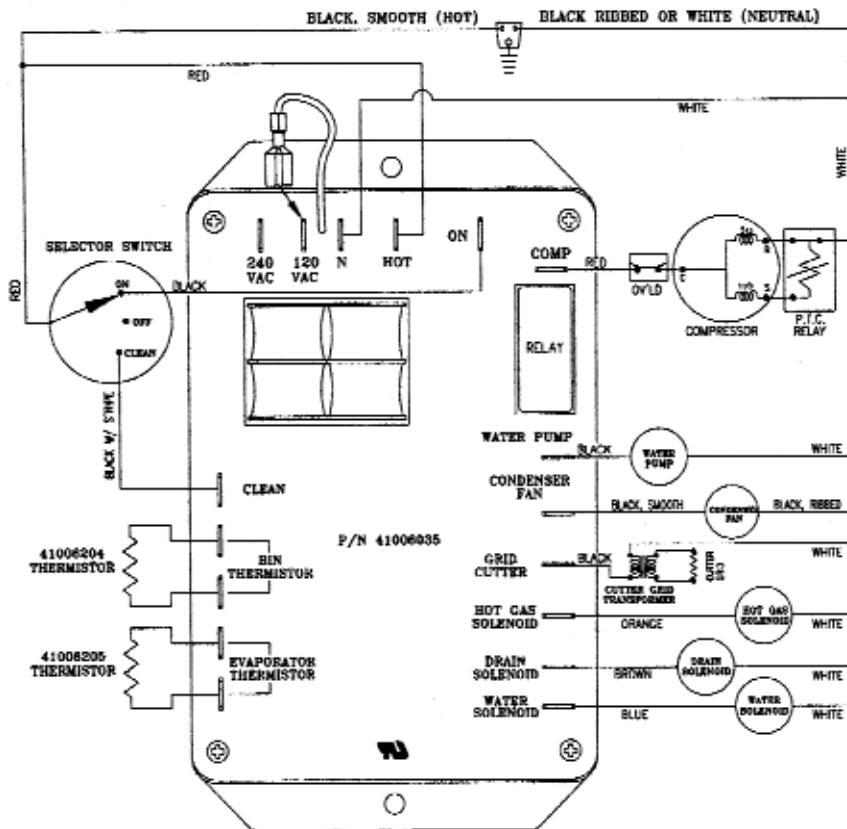 BLACK, SMOOTH (HOT)
BLACK RIBBED OR WHITE (NEUTRAL)
RED
WHITE
WHITE
SELECTOR SWITCH
ON
OFF
CLEAN
RED
BLACK
240
VAC
120
VAC
N
HOT
ON
COMP
RED
OV'LD
C
R
S
COMPRESSOR
P.T.C.
RELAY
RELAY
BLACK W/
CLEAN
WATER PUMP
BLACK
WATER
PUMP
WHITE
CONDENSER
FAN
BLACK, SMOOTH
CONDENSER
FAN
BLACK, RIBBED
P/N 41006035
41006204
THERMISTOR
BIN
THERMISTOR
GRID
CUTTER
BLACK
CUTTER GRID
TRANSFORMER
CUTTER
GRID
WHITE
HOT GAS
SOLENOID
ORANGE
HOT GAS
SOLENOID
WHITE
41006205
THERMISTOR
EVAPORATOR
THERMISTOR
DRAIN
SOLENOID
BROWN
DRAIN
SOLENOID
WHITE
WATER
SOLENOID
BLUE
WATER
SOLENOID
WHITE